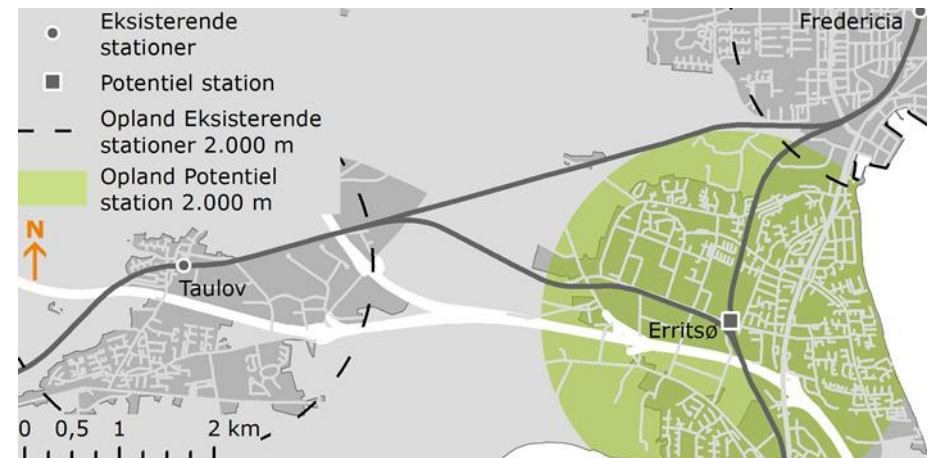 Eksisterende
stationer
Potentiel station
Opland Eksisterende
stationer 2.000 m
Opland Potentiel
station 2.000 m
N
Fredericia
Taulov
Erritsø
0 0,5 1 2 km